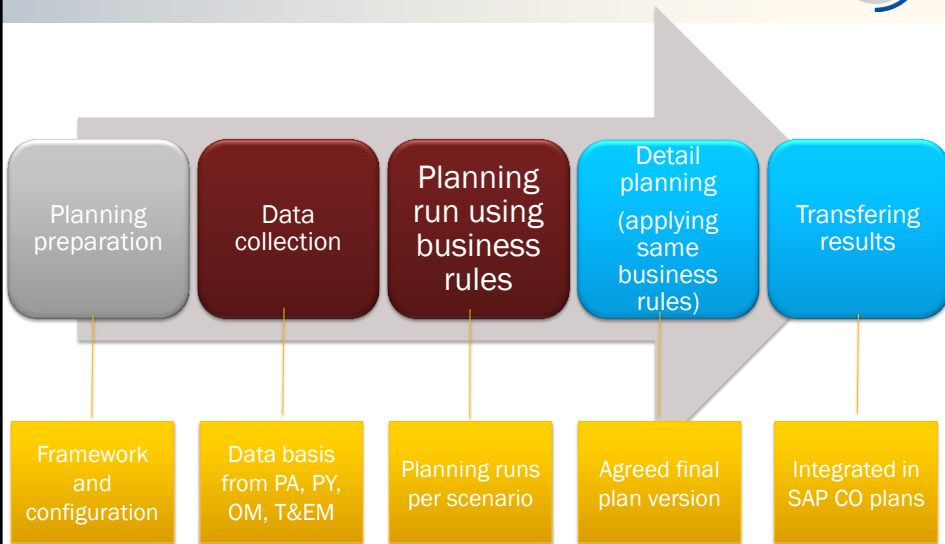 Planning
preparation
Data
collection
Planning
run using
business
rules
Detail
planning
(applying
same
business
rules)
Transfering
results
Framework
and
configuration
Data basis
from PA, PY,
OM, T&EM
Planning runs
per scenario
Agreed final
plan version
Integrated in
SAP CO plans